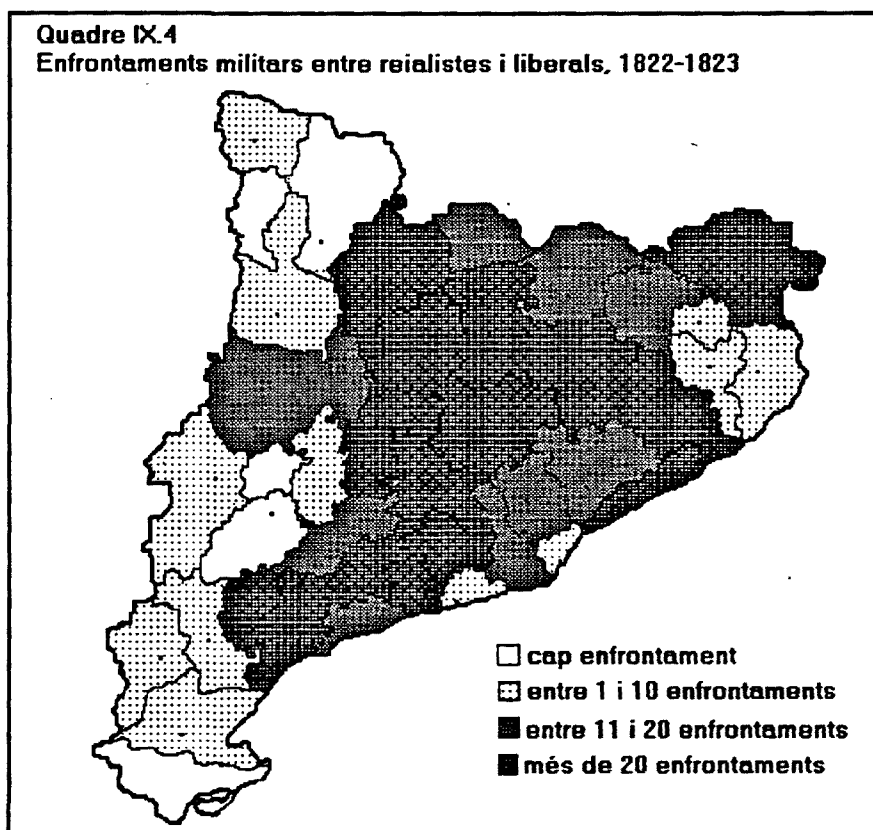 Quadre IX.4
Enfrontaments militars entre reialistes i liberals, 1822-1823
cap enfrontament
entre 1 i 10 enfrontaments
entre 11 i 20 enfrontaments
més de 20 enfrontaments